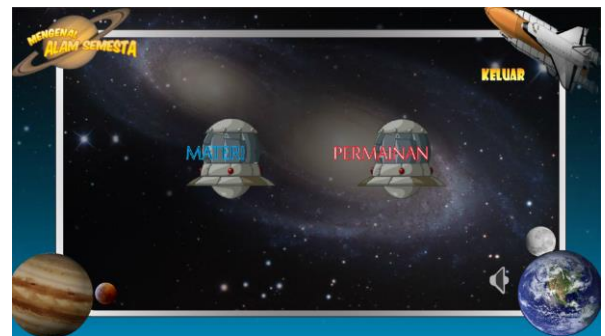 MENGENAL
ALAM SEMESTA
KELUAR
MATERI
PERMAINAN